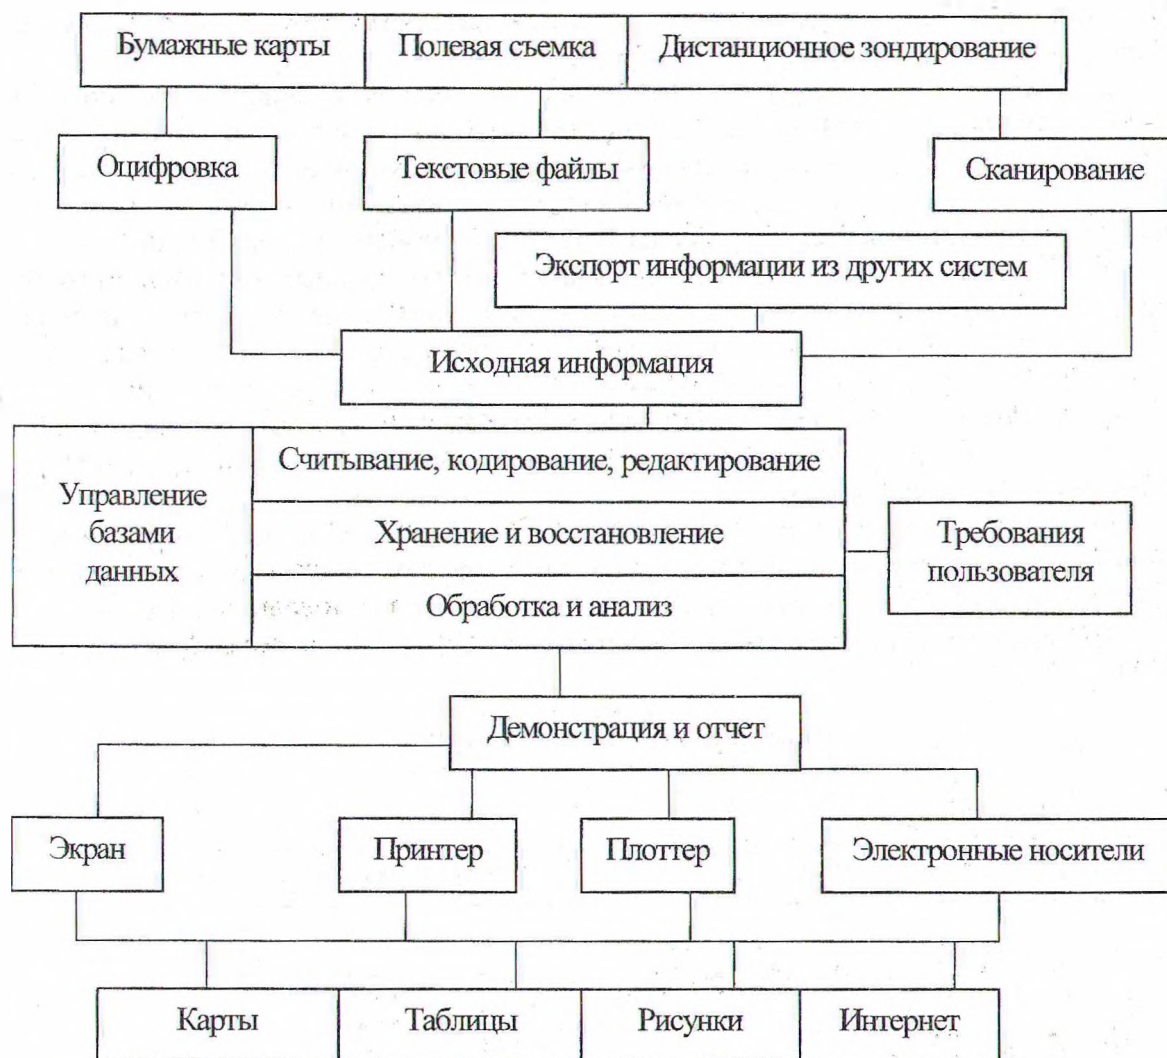 Бумажные карты
Полевая съемка
Дистанционное зондирование
Оцифровка
Текстовые файлы
Сканирование
Экспорт информации из других систем
Исходная информация
Управление
базами
данных
Считывание, кодирование, редактирование
Хранение и восстановление
Обработка и анализ
Требования
пользователя
Демонстрация и отчет
Экран
Принтер
Плоттер
Электронные носители
Карты
Таблицы
Рисунки
Интернет